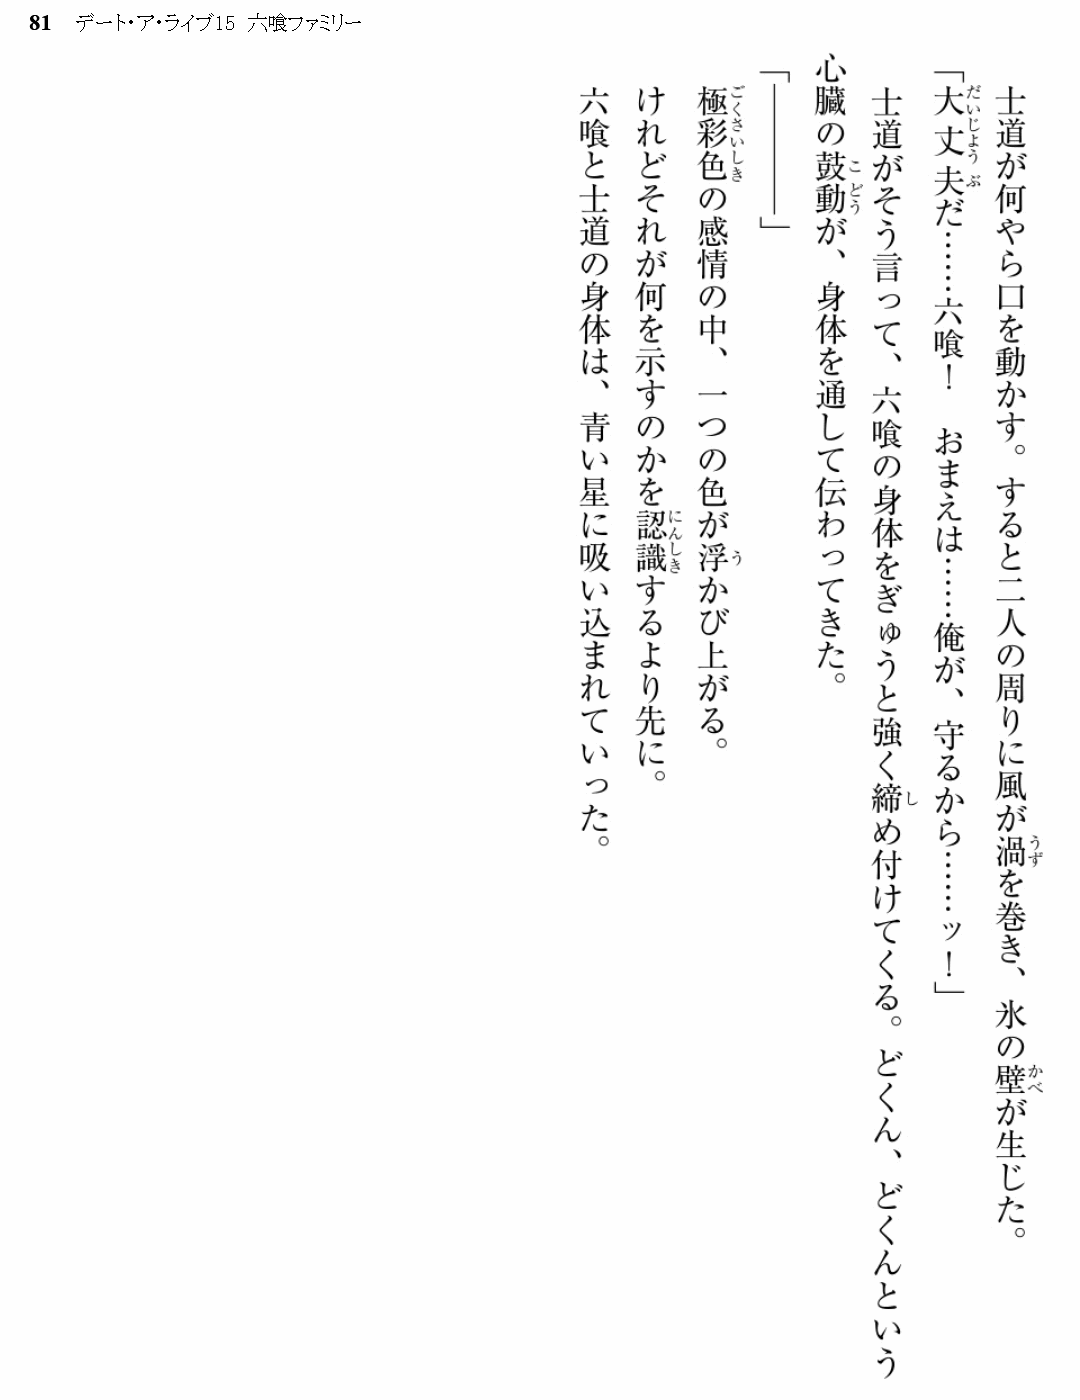 81 デート・ア・ライブ15 六喰ファミリー
　士道が何やら口を動かす。すると二人の周りに風が渦を巻き、氷の壁が生じた。
「大丈夫だ……六喰！　おまえは……俺が、守るから……ッ！」
　士道がそう言って、六喰の身体をぎゅうと強く締め付けてくる。どくん、どくんという
心臓の鼓動が、身体を通して伝わってきた。
「————」
　極彩色の感情の中、一つの色が浮かび上がる。
　けれどそれが何を示すのかを認識するより先に。
　六喰と士道の身体は、青い星に吸い込まれていった。